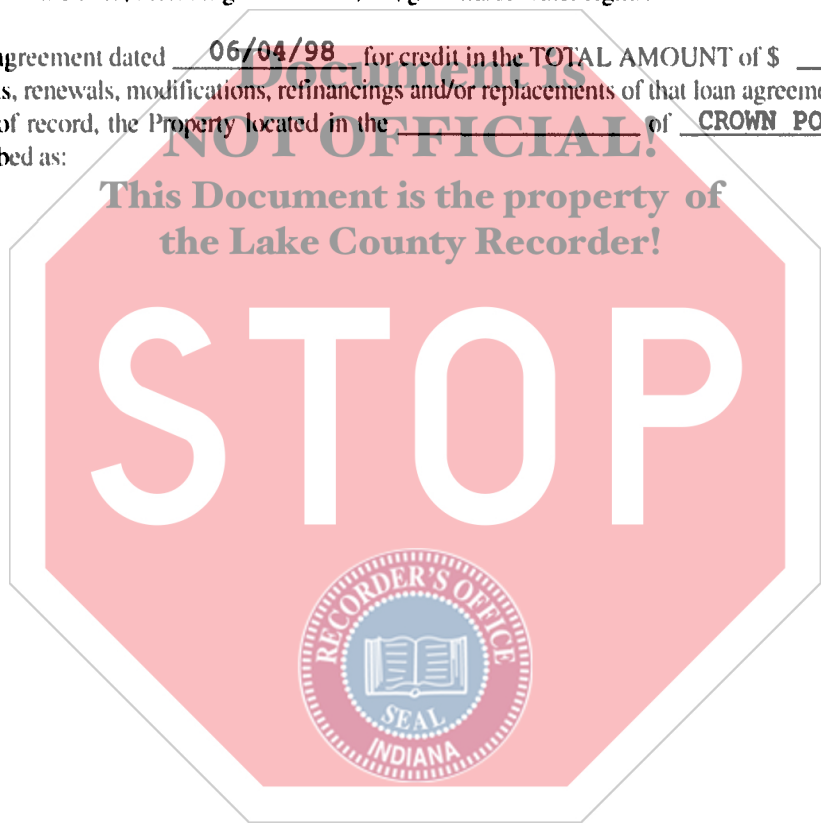 agreement dated 06/04/98 for credit in the TOTAL AMOUNT of $
s, renewals, modifications, refinancings and/or replacements of that loan agreeme
of record, the Property located in the of CROWN PO
bed as:
Document is
NOT OFFICIAL!
This Document is the property of
the Lake County Recorder!
STOP
RECORDER'S OFFICE
SEAL
INDIANA